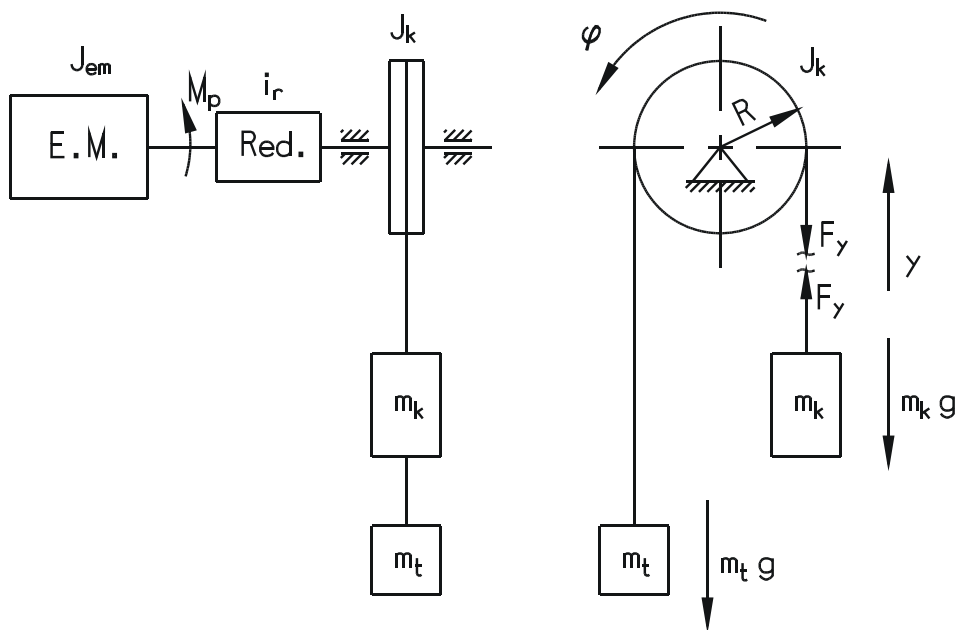 J_em
E.M.
M_p
i_r
Red.
J_k
m_k
m_t
φ
J_k
R
F_y
F_y
y
m_k
m_k g
m_t
m_t g